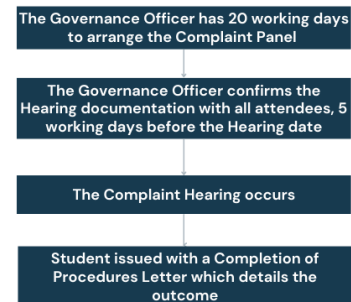 The Governance Officer has 20 working days
to arrange the Complaint Panel
The Governance Officer confirms the
Hearing documentation with all attendees, 5
working days before the Hearing date
The Complaint Hearing occurs
Student issued with a Completion of
Procedures Letter which details the
outcome